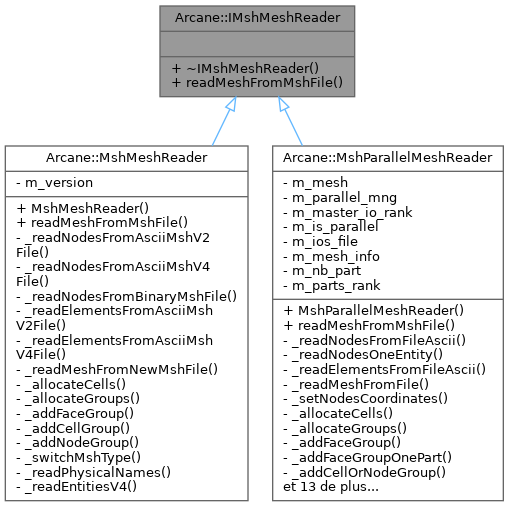 Arcane::IMshMeshReader
+ ~IMshMeshReader()
+ readMeshFromMshFile()
Arcane::MshMeshReader
- m_version
+ MshMeshReader()
+ readMeshFromMshFile()
- _readNodesFromAsciiMshV2
File()
- _readNodesFromAsciiMshV4
File()
- _readNodesFromBinaryMshFile()
- _readElementsFromAsciiMsh
V2File()
- _readElementsFromAsciiMsh
V4File()
- _readMeshFromNewMshFile()
- _allocateCells()
- _allocateGroups()
- _addFaceGroup()
- _addCellGroup()
- _addNodeGroup()
- _switchMshType()
- _readPhysicalNames()
- _readEntitiesV4()
Arcane::MshParallelMeshReader
- m_mesh
- m_parallel_mng
- m_master_io_rank
- m_is_parallel
- m_ios_file
- m_mesh_info
- m_nb_part
- m_parts_rank
+ MshParallelMeshReader()
+ readMeshFromMshFile()
- _readNodesFromFileAscii()
- _readNodesOneEntity()
- _readElementsFromFileAscii()
- _readMeshFromFile()
- _setNodesCoordinates()
- _allocateCells()
- _allocateGroups()
- _addFaceGroup()
- _addFaceGroupOnePart()
- _addCellOrNodeGroup()
et 13 de plus...